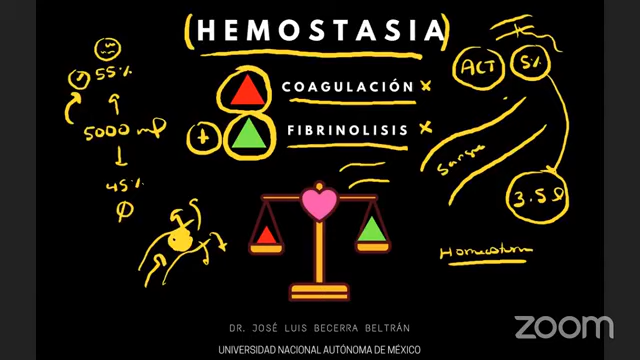 (HEMOSTASIA)
COAGULACIÓN x
+ FIBRINOLISIS x
55%
5000 ml
45%
ACT 5%
Sangre
3.5 l
DR. JOSÉ LUIS BECERRA BELTRÁN
UNIVERSIDAD NACIONAL AUTÓNOMA DE MÉXICO
zoom